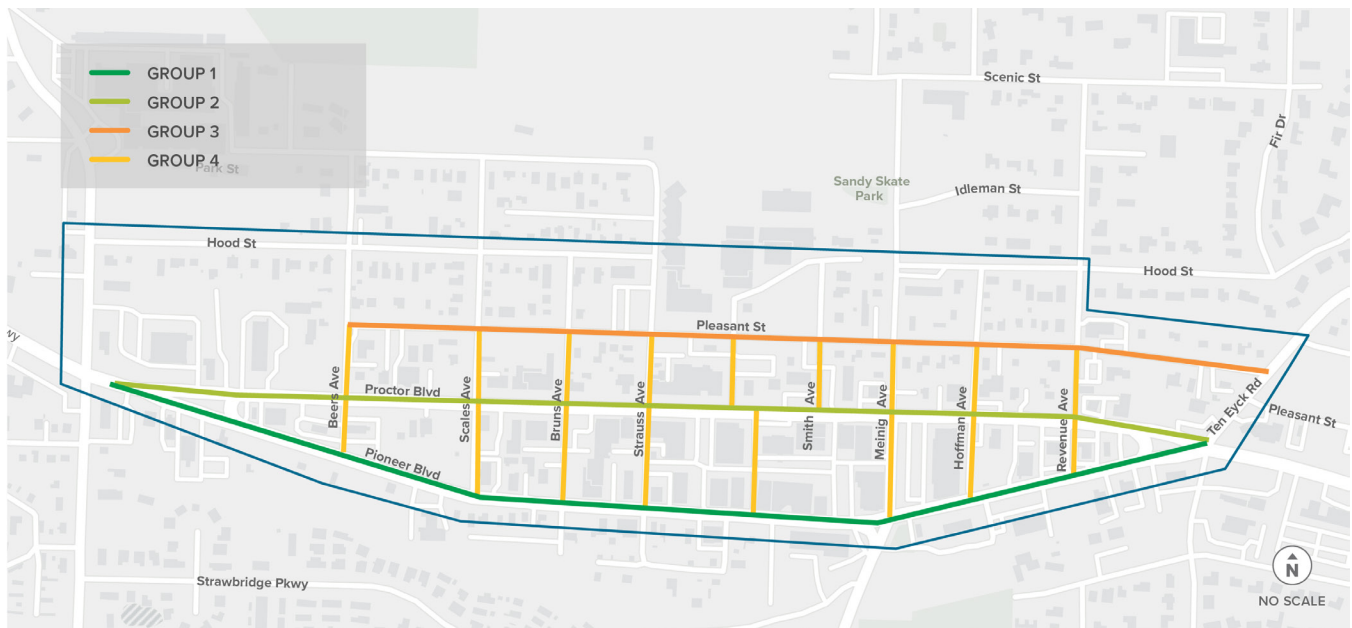 GROUP 1
GROUP 2
GROUP 3
GROUP 4
Park St
Scenic St
Fir Dr
Sandy Skate
Park
Idleman St
Hood St
Hood St
wy
Pleasant St
Beers Ave
Proctor Blvd
Scales Ave
Bruns Ave
Strauss Ave
Smith Ave
Meinig Ave
Hoffman Ave
Revenue Ave
Ten Eyck Rd
Pleasant St
Pioneer Blvd
Strawbridge Pkwy
N
NO SCALE